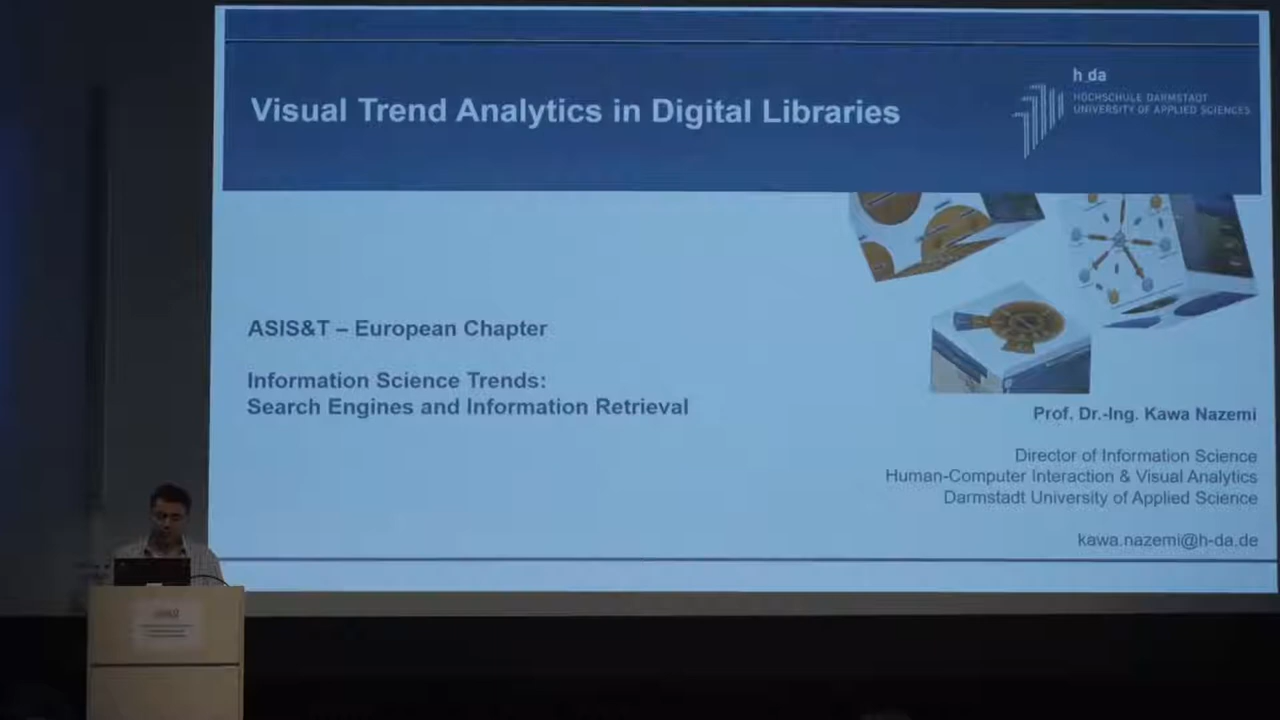 Visual Trend Analytics in Digital Libraries
h da
HOCHSCHULE DARMSTADT
UNIVERSITY OF APPLIED SCIENCES
ASIS&T – European Chapter
Information Science Trends:
Search Engines and Information Retrieval
Prof. Dr.-Ing. Kawa Nazemi
Director of Information Science
Human-Computer Interaction & Visual Analytics
Darmstadt University of Applied Science
kawa.nazemi@h-da.de